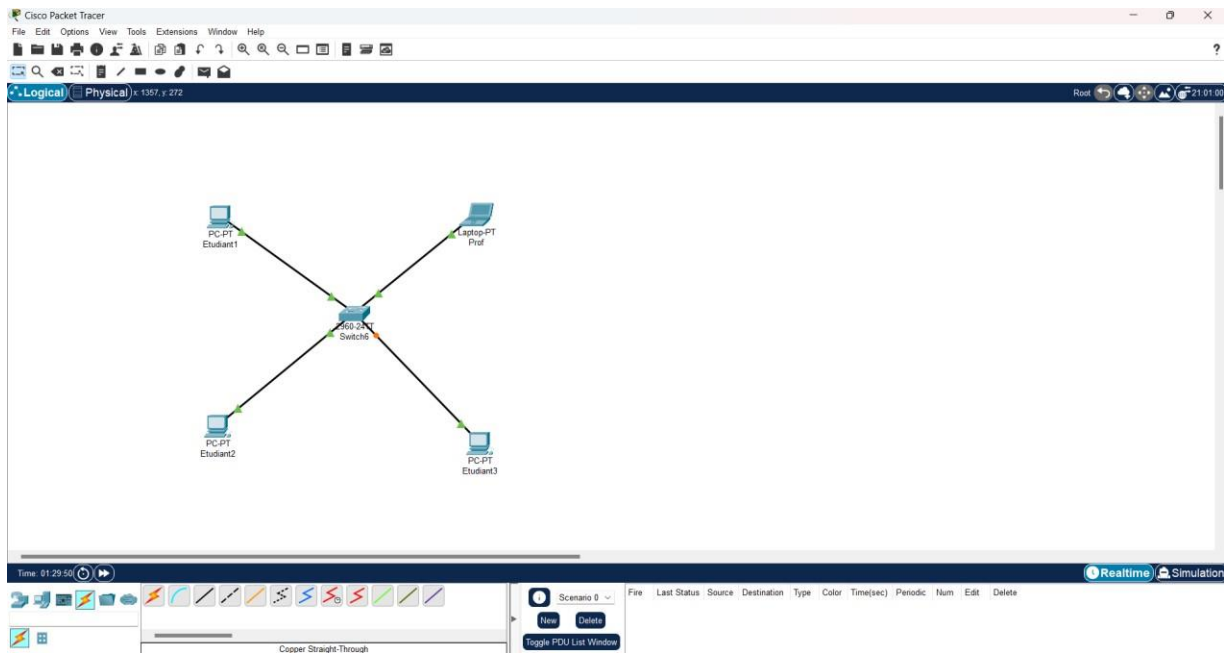 Cisco Packet Tracer
File Edit Options View Tools Extensions Window Help
?
Logical Physical x: 1357, y: 272 Root 21:01:00
PC-PT
Etudiant1
Laptop-PT
Prof
2960-24TT
Switch6
PC-PT
Etudiant2
PC-PT
Etudiant3
Time: 01:29:50 Realtime Simulation
Scenario 0 Fire Last Status Source Destination Type Color Time(sec) Periodic Num Edit Delete
New Delete
Toggle PDU List Window
Copper Straight-Through